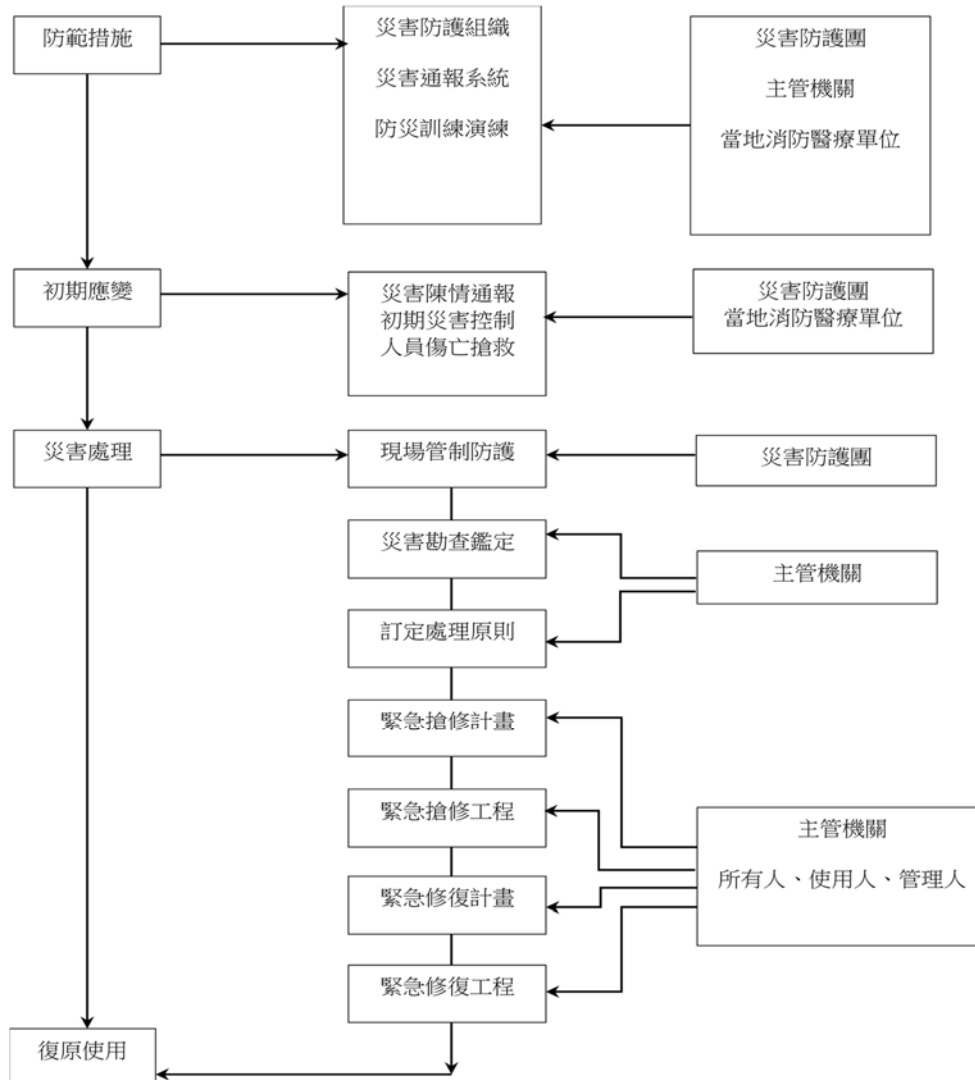 防範措施
災害防護組織
災害通報系統
防災訓練演練
災害防護團
主管機關
當地消防醫療單位
初期應變
災害陳情通報
初期災害控制
人員傷亡搶救
災害防護團
當地消防醫療單位
災害處理
現場管制防護
災害防護團
災害勘查鑑定
主管機關
訂定處理原則
緊急搶修計畫
緊急搶修工程
主管機關
所有人、使用人、管理人
緊急修復計畫
緊急修復工程
復原使用